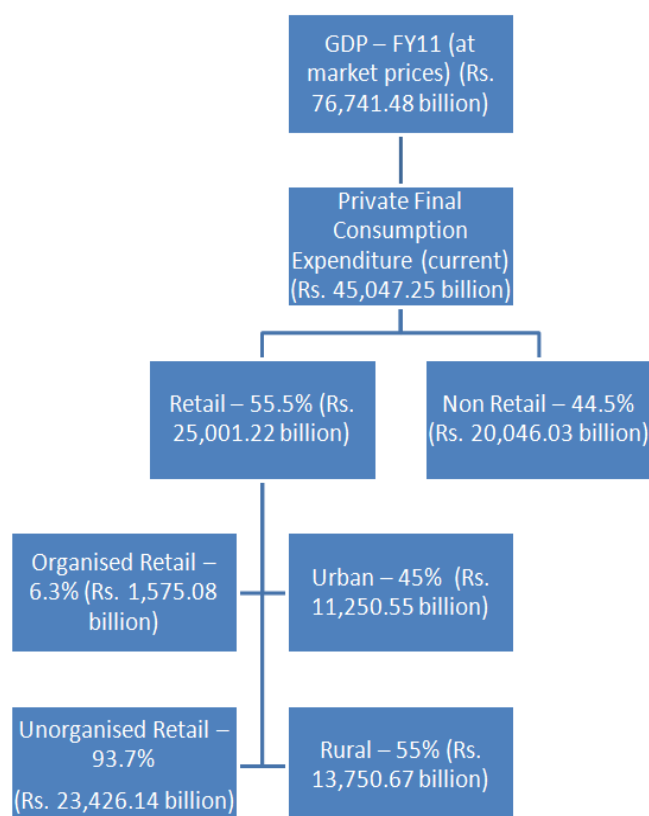 GDP – FY11 (at
market prices) (Rs.
76,741.48 billion)
Private Final
Consumption
Expenditure (current)
(Rs. 45,047.25 billion)
Retail – 55.5% (Rs.
25,001.22 billion)
Non Retail – 44.5%
(Rs. 20,046.03 billion)
Organised Retail –
6.3% (Rs. 1,575.08
billion)
Urban – 45% (Rs.
11,250.55 billion)
Unorganised Retail –
93.7%
(Rs. 23,426.14 billion)
Rural – 55% (Rs.
13,750.67 billion)